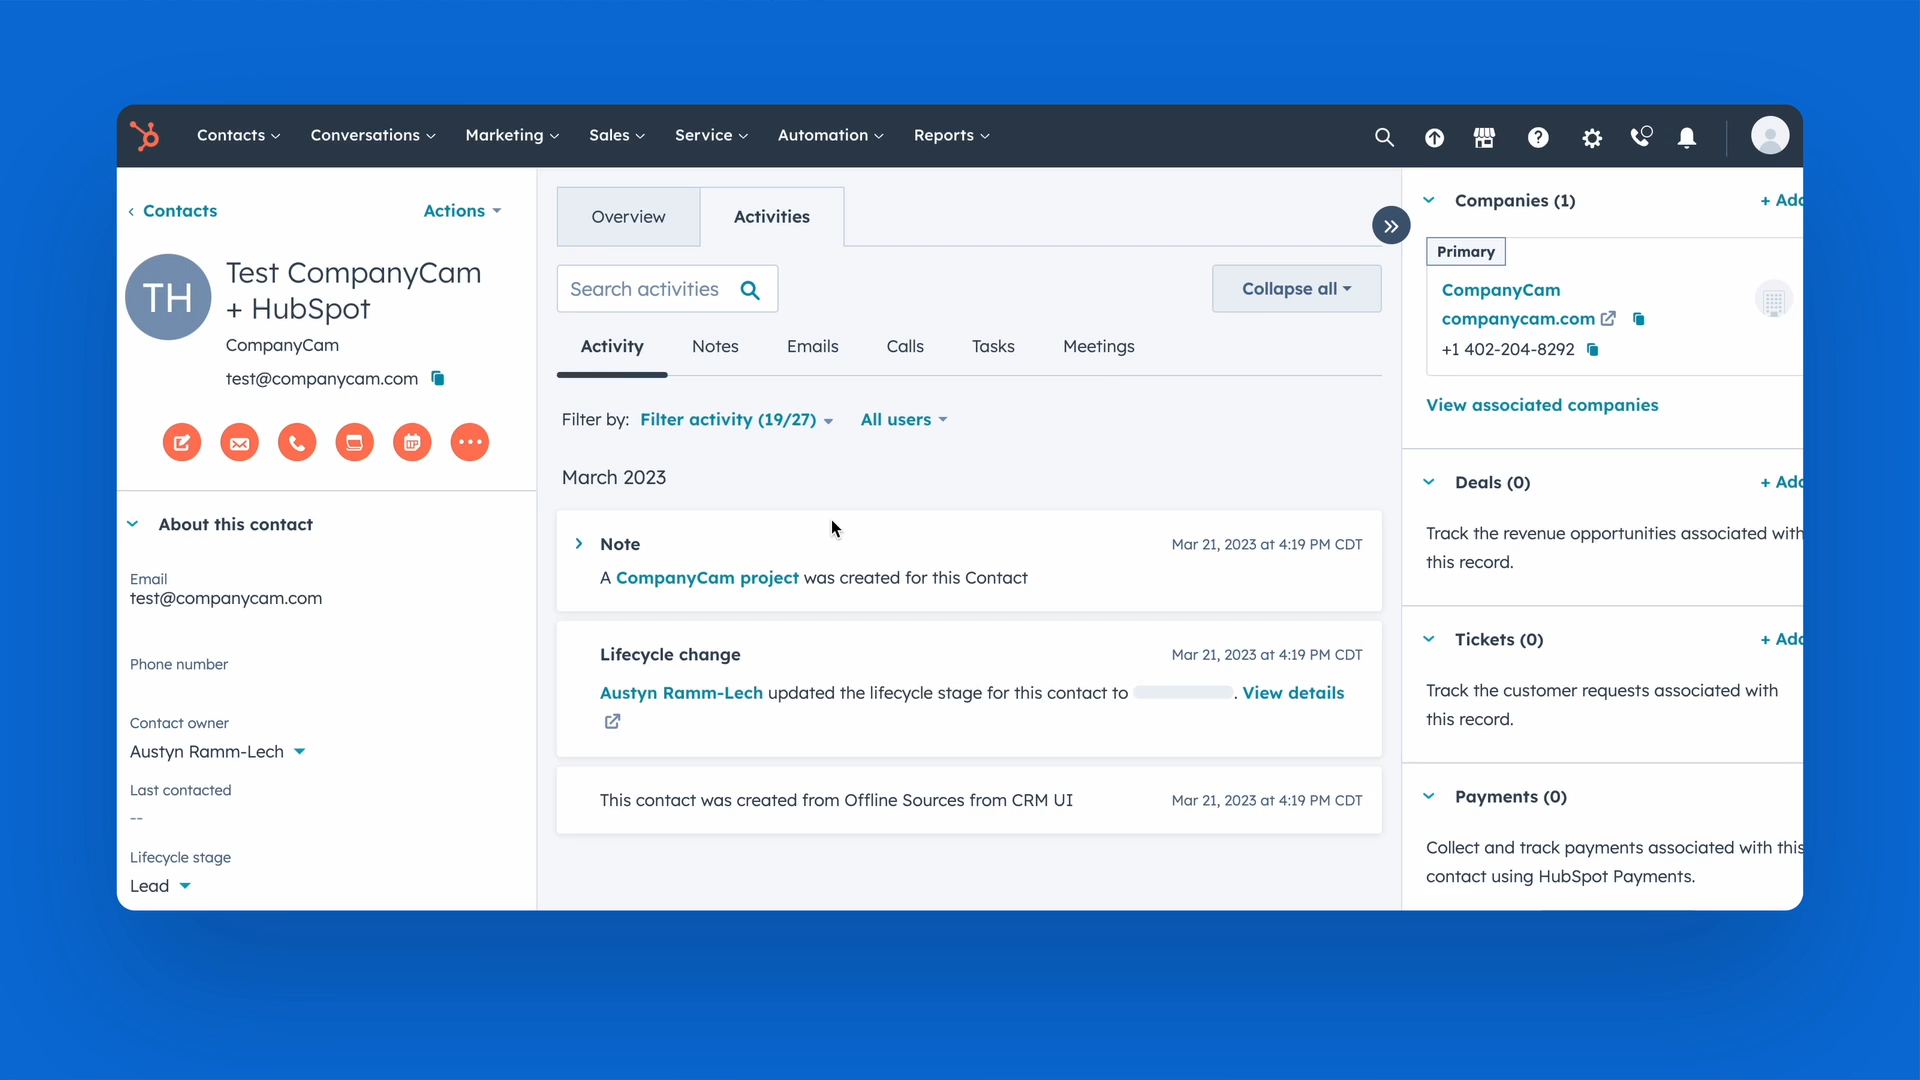 Contacts Conversations Marketing Sales Service Automation Reports
Contacts
Actions
TH
Test CompanyCam
+ HubSpot
CompanyCam
test@companycam.com
About this contact
Email
test@companycam.com
Phone number
Contact owner
Austyn Ramm-Lech
Last contacted
--
Lifecycle stage
Lead
Overview
Activities
Search activities
Collapse all
Activity Notes Emails Calls Tasks Meetings
Filter by: Filter activity (19/27) All users
March 2023
Note Mar 21, 2023 at 4:19 PM CDT
A CompanyCam project was created for this Contact
Lifecycle change Mar 21, 2023 at 4:19 PM CDT
Austyn Ramm-Lech updated the lifecycle stage for this contact to . View details
This contact was created from Offline Sources from CRM UI Mar 21, 2023 at 4:19 PM CDT
Companies (1) + Add
Primary
CompanyCam
companycam.com
+1 402-204-8292
View associated companies
Deals (0) + Add
Track the revenue opportunities associated with
this record.
Tickets (0) + Add
Track the customer requests associated with
this record.
Payments (0)
Collect and track payments associated with this
contact using HubSpot Payments.